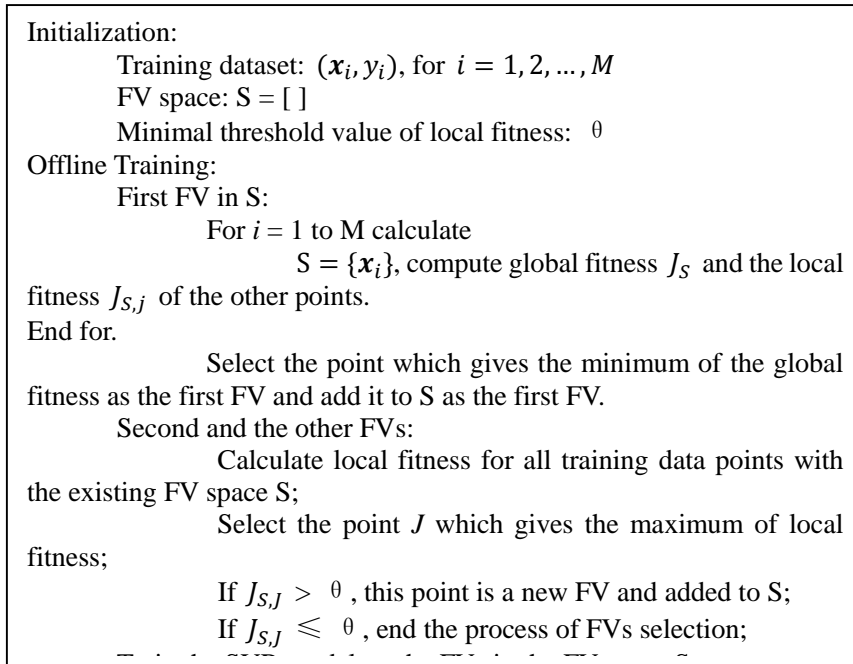 Initialization:
Training dataset: (𝒙ᵢ, yᵢ), for i = 1, 2, … , M
FV space: S = [ ]
Minimal threshold value of local fitness: θ
Offline Training:
First FV in S:
For i = 1 to M calculate
S = {𝒙ᵢ}, compute global fitness J_S and the local
fitness J_{S,j} of the other points.
End for.
Select the point which gives the minimum of the global
fitness as the first FV and add it to S as the first FV.
Second and the other FVs:
Calculate local fitness for all training data points with
the existing FV space S;
Select the point J which gives the maximum of local
fitness;
If J_{S,J} > θ , this point is a new FV and added to S;
If J_{S,J} ⩽ θ , end the process of FVs selection;